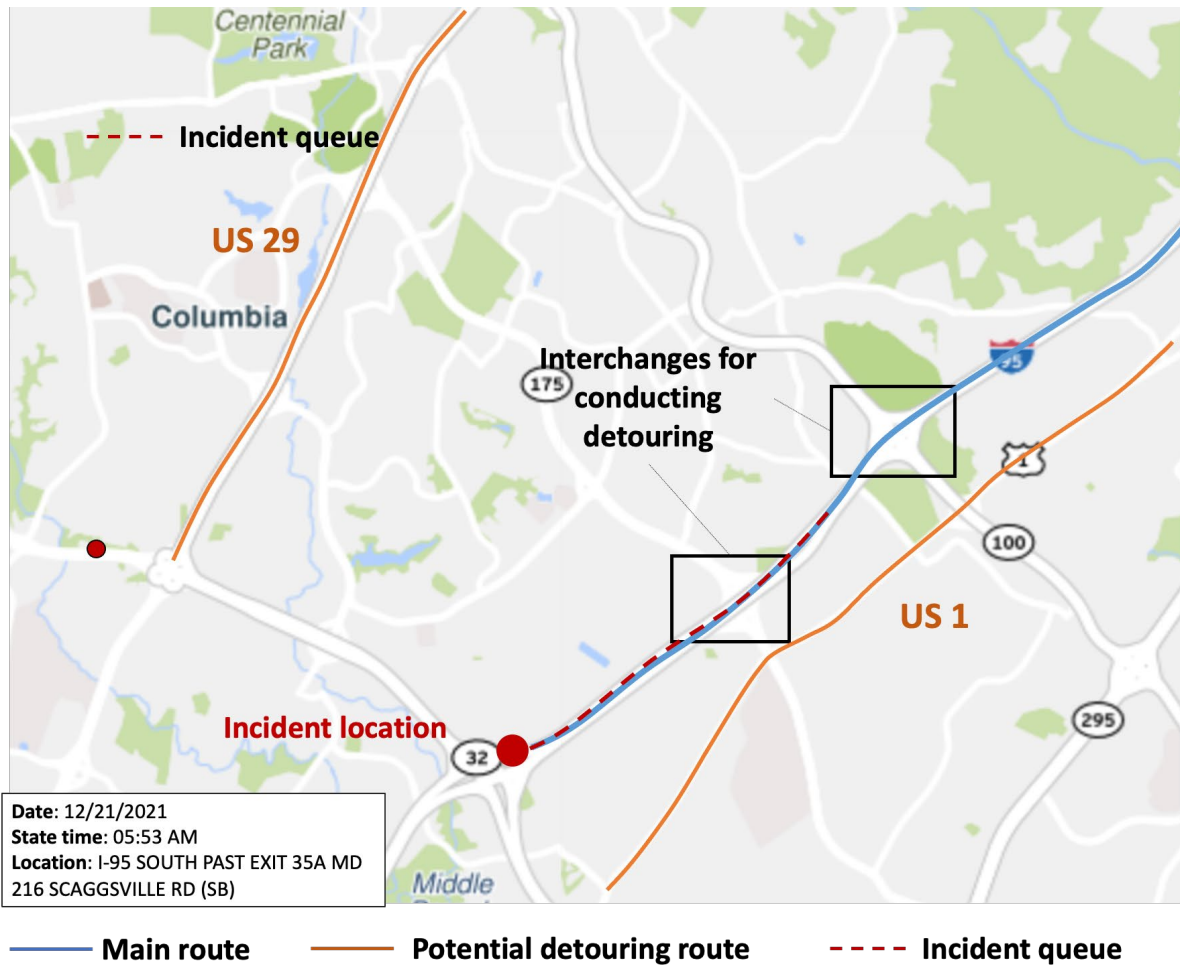 Centennial
Park
Incident queue
US 29
Columbia
Interchanges for
conducting
detouring
175
95
1
100
US 1
295
Incident location
32
Date: 12/21/2021
State time: 05:53 AM
Location: I-95 SOUTH PAST EXIT 35A MD
216 SCAGGSVILLE RD (SB)
Middle
Main route
Potential detouring route
Incident queue